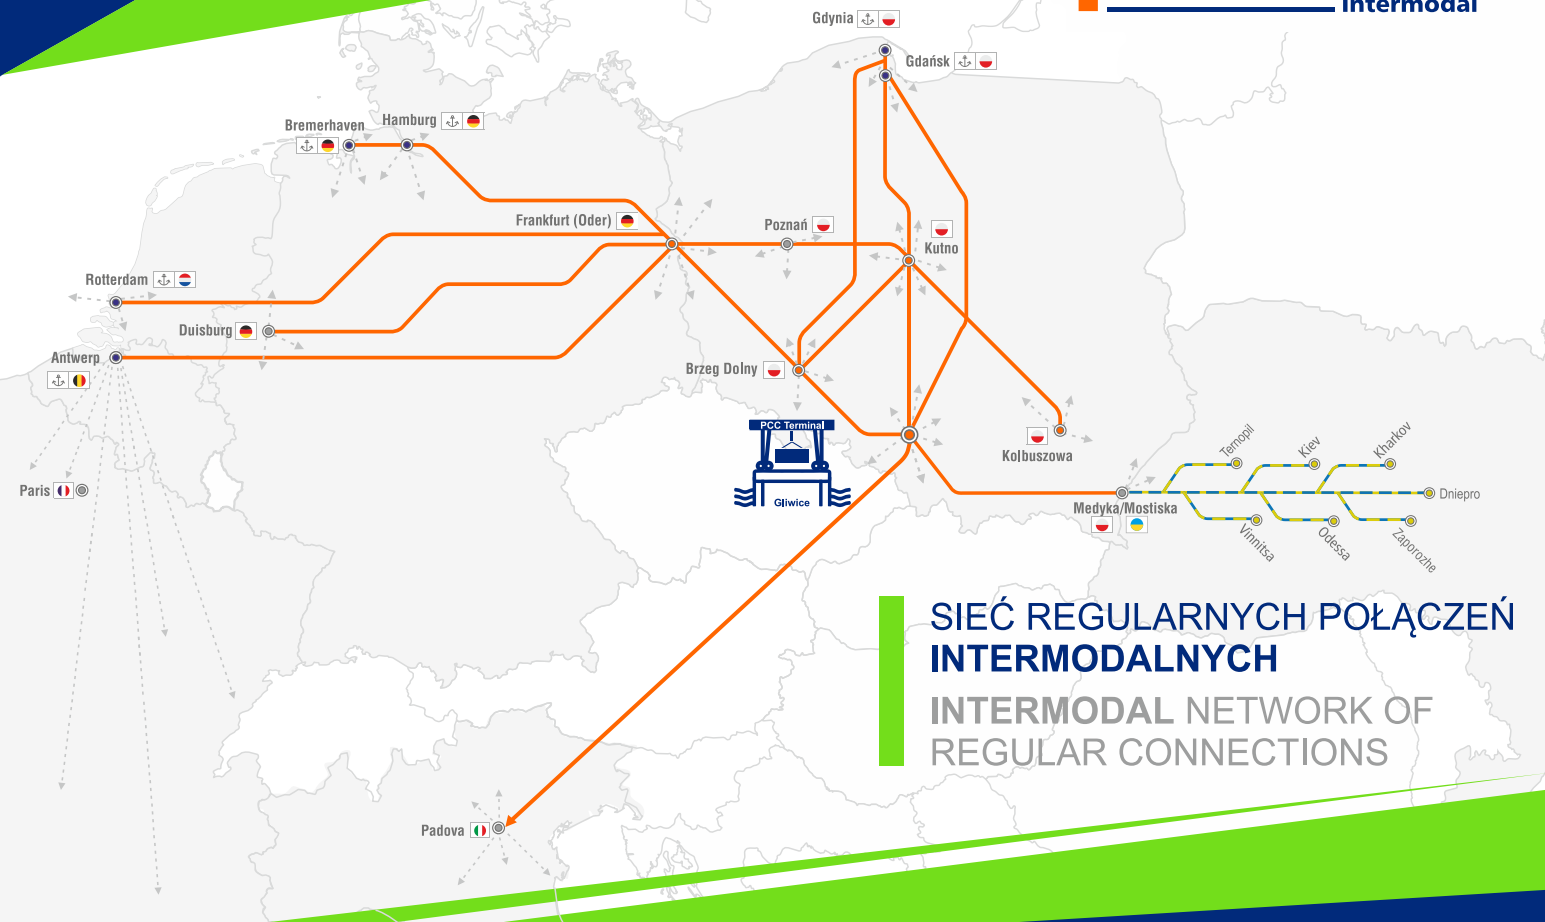 Intermodal
Gdynia
Gdańsk
Hamburg
Bremerhaven
Frankfurt (Oder)
Poznań
Kutno
Rotterdam
Duisburg
Antwerp
Brzeg Dolny
PCC Terminal
Gliwice
Kolbuszowa
Ternopil
Kiev
Kharkov
Paris
Dniepro
Medyka/Mostiska
Vinnitsa
Odessa
Zaporozhe
SIEĆ REGULARNYCH POŁĄCZEŃ
INTERMODALNYCH
INTERMODAL NETWORK OF
REGULAR CONNECTIONS
Padova